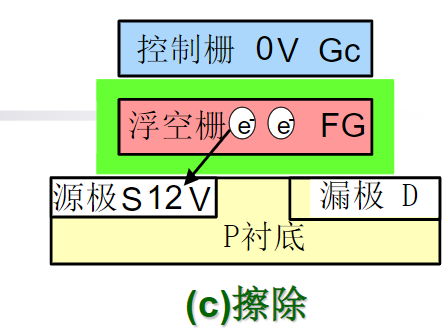 控制栅 0V Gc
浮空栅 e- e- FG
源极S12V
漏极 D
P衬底
(c)擦除